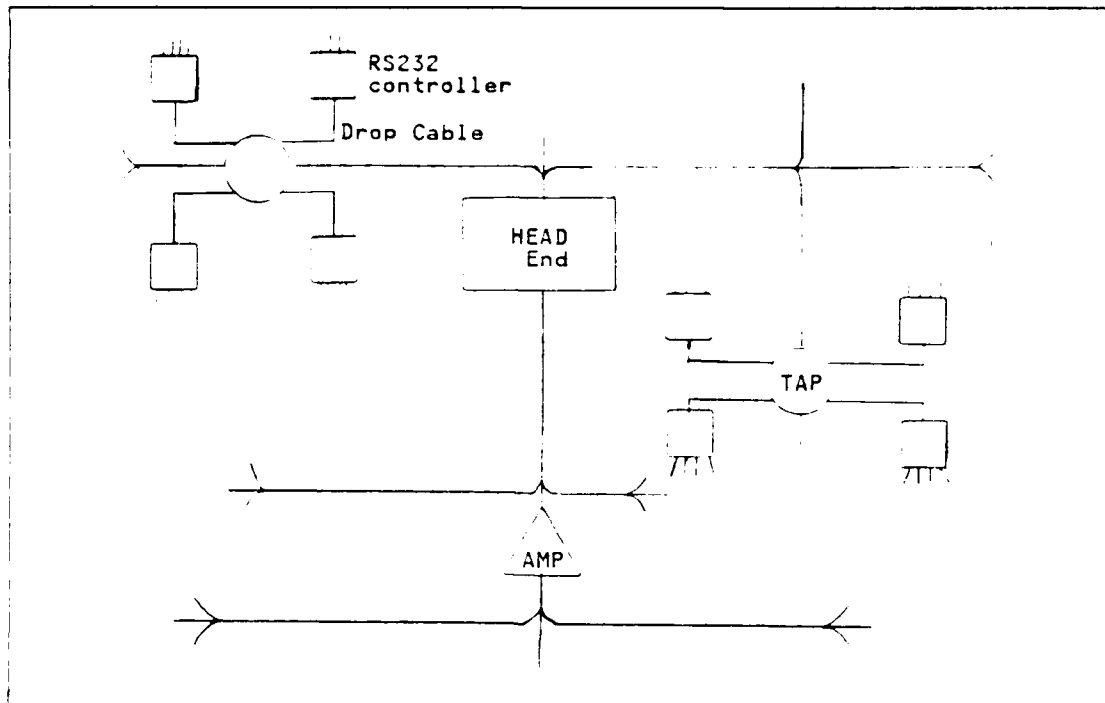 RS232
controller
Drop Cable
HEAD
End
TAP
AMP